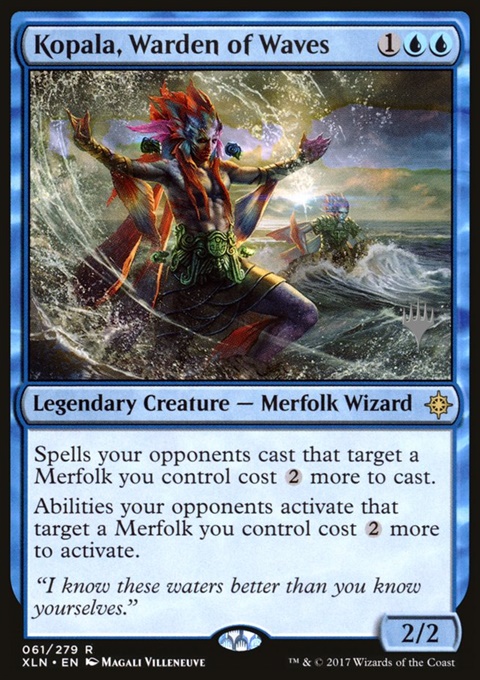 Kopala, Warden of Waves 1
Legendary Creature — Merfolk Wizard
Spells your opponents cast that target a
Merfolk you control cost 2 more to cast.
Abilities your opponents activate that
target a Merfolk you control cost 2 more
to activate.
“I know these waters better than you know
yourselves.”
2/2
061/279 R
XLN • EN Magali Villeneuve
™ & © 2017 Wizards of the Coast